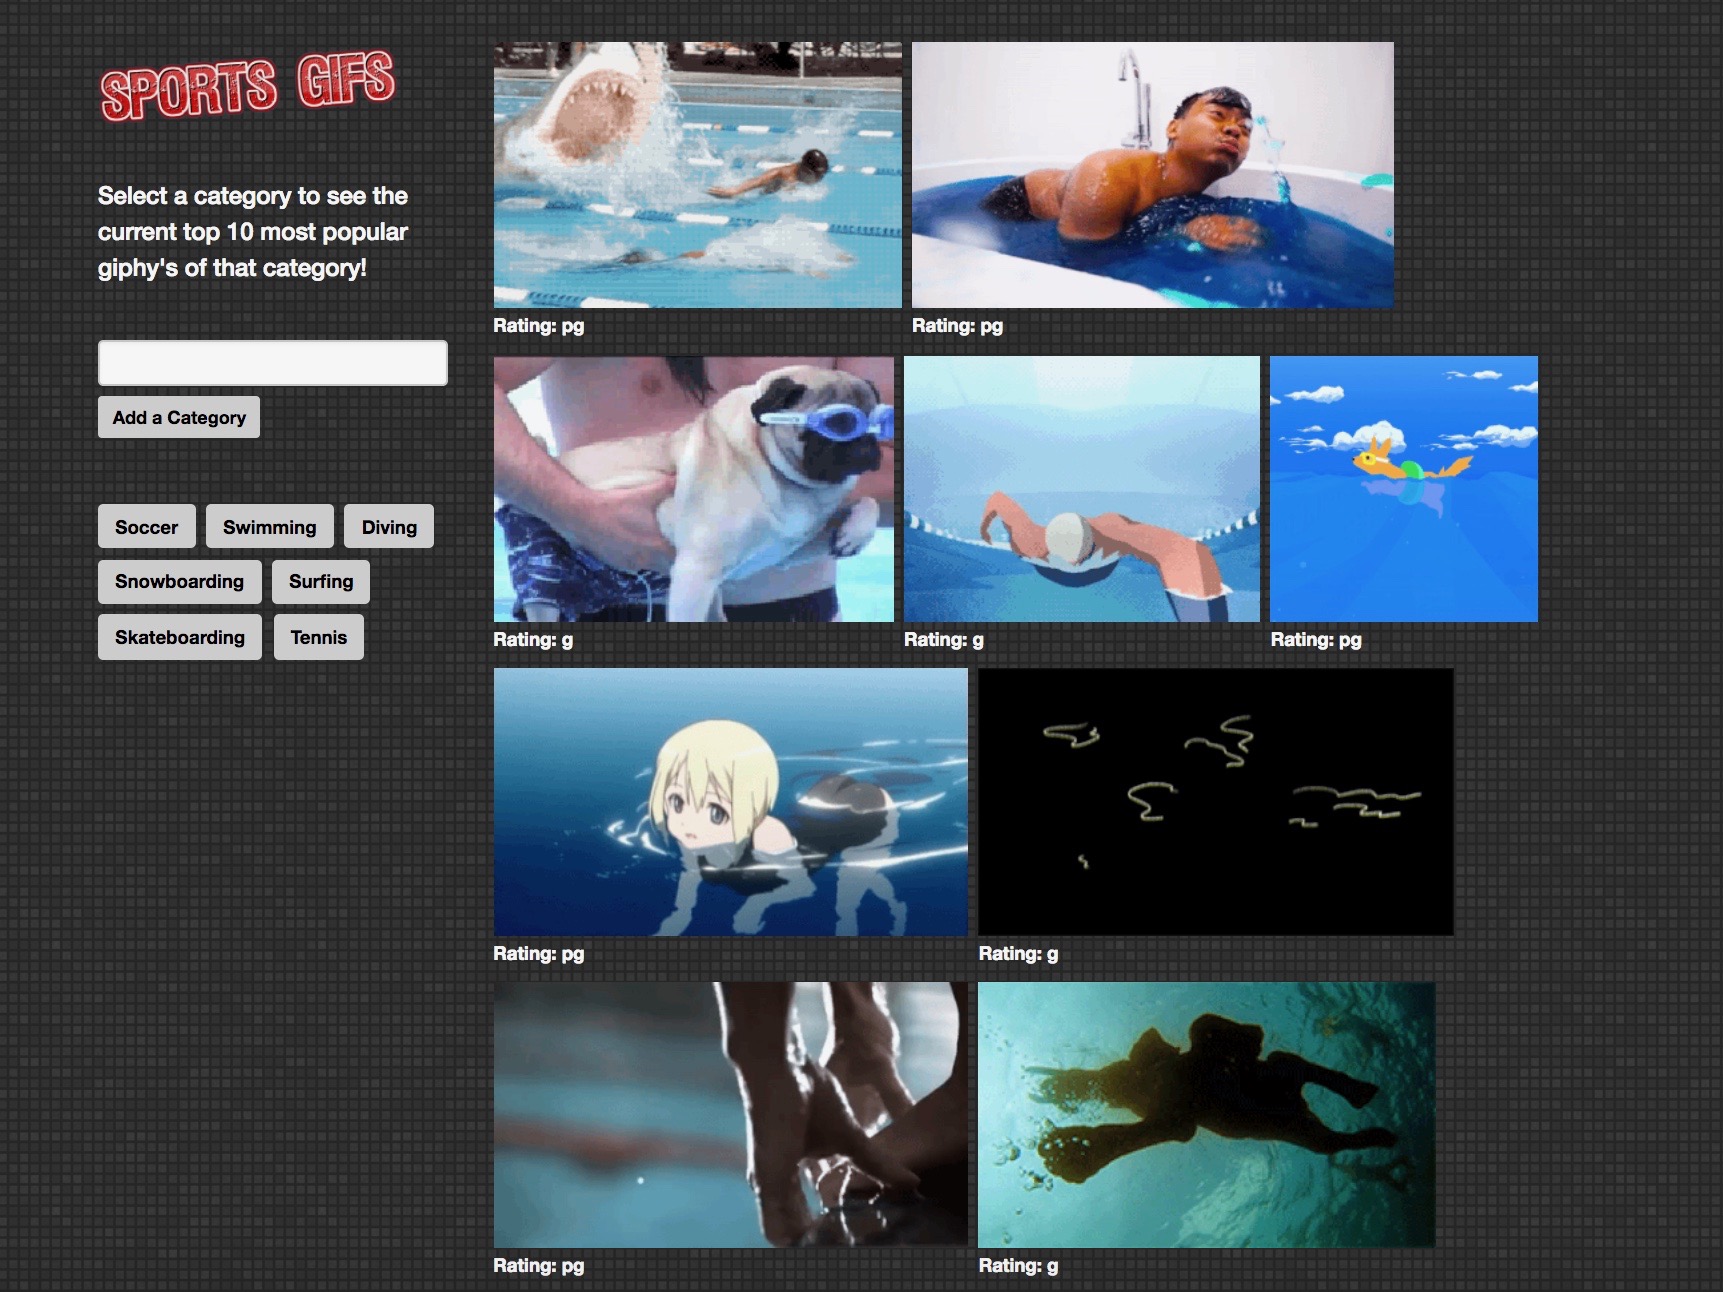 SPORTS GIFS
Select a category to see the
current top 10 most popular
giphy's of that category!
Add a Category
Soccer Swimming Diving
Snowboarding Surfing
Skateboarding Tennis
Rating: pg Rating: pg
Rating: g Rating: g Rating: pg
Rating: pg Rating: g
Rating: pg Rating: g